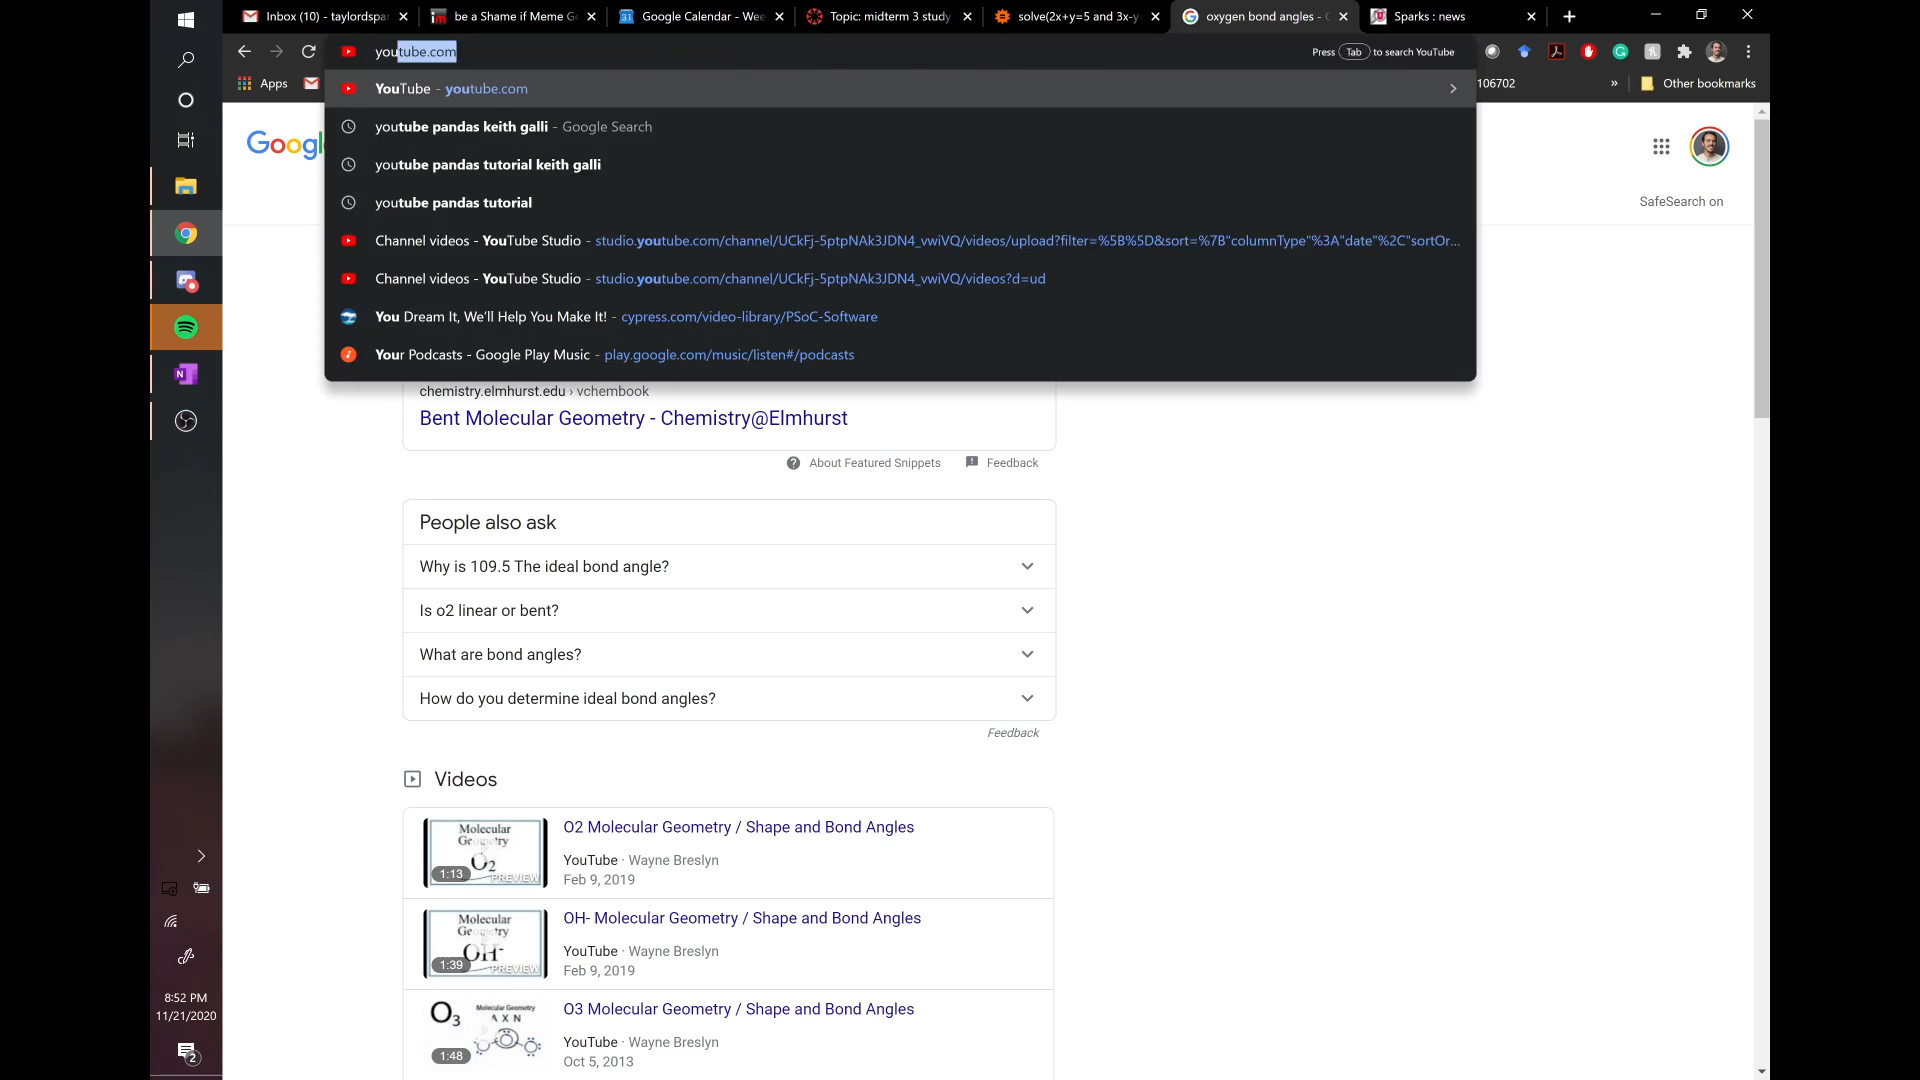 Inbox (10) - taylordspar
be a Shame if Meme Ge
Google Calendar - Wee
Topic: midterm 3 study
solve(2x+y=5 and 3x-y
oxygen bond angles - G
Sparks : news
youtube.com
Press Tab to search YouTube
Apps
106702
»
Other bookmarks
YouTube - youtube.com
youtube pandas keith galli - Google Search
youtube pandas tutorial keith galli
youtube pandas tutorial
Channel videos - YouTube Studio - studio.youtube.com/channel/UCkFj-5ptpNAk3JDN4_vwiVQ/videos/upload?filter=%5B%5D&sort=%7B"columnType"%3A"date"%2C"sortOr...
Channel videos - YouTube Studio - studio.youtube.com/channel/UCkFj-5ptpNAk3JDN4_vwiVQ/videos?d=ud
You Dream It, We'll Help You Make It! - cypress.com/video-library/PSoC-Software
Your Podcasts - Google Play Music - play.google.com/music/listen#/podcasts
Googl
SafeSearch on
chemistry.elmhurst.edu › vchembook
Bent Molecular Geometry - Chemistry@Elmhurst
About Featured Snippets
Feedback
People also ask
Why is 109.5 The ideal bond angle?
Is o2 linear or bent?
What are bond angles?
How do you determine ideal bond angles?
Feedback
Videos
Molecular
Geometry
O2
1:13
PREVIEW
O2 Molecular Geometry / Shape and Bond Angles
YouTube · Wayne Breslyn
Feb 9, 2019
Molecular
Geometry
OH-
1:39
PREVIEW
OH- Molecular Geometry / Shape and Bond Angles
YouTube · Wayne Breslyn
Feb 9, 2019
O3
Molecular Geometry
A X N
1:48
O3 Molecular Geometry / Shape and Bond Angles
YouTube · Wayne Breslyn
Oct 5, 2013
8:52 PM
11/21/2020
2